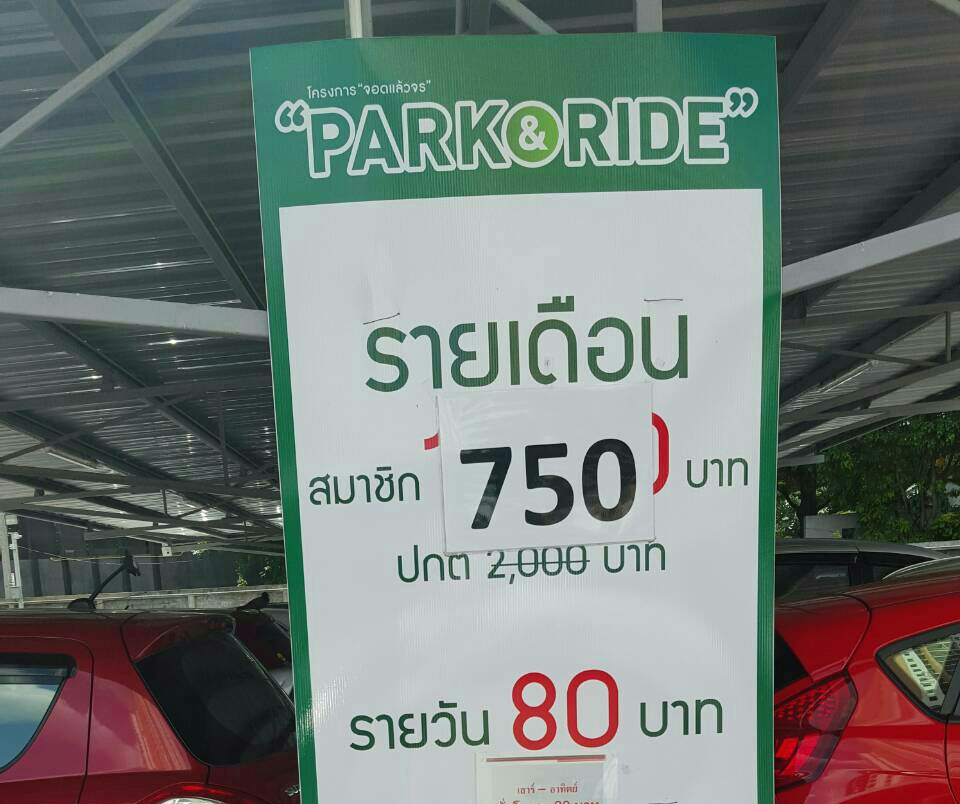 โครงการ "จอดแล้วจร"
"PARK & RIDE"
รายเดือน
สมาชิก 750 บาท
ปกติ 2,000 บาท
รายวัน 80 บาท
เสาร์ – อาทิตย์